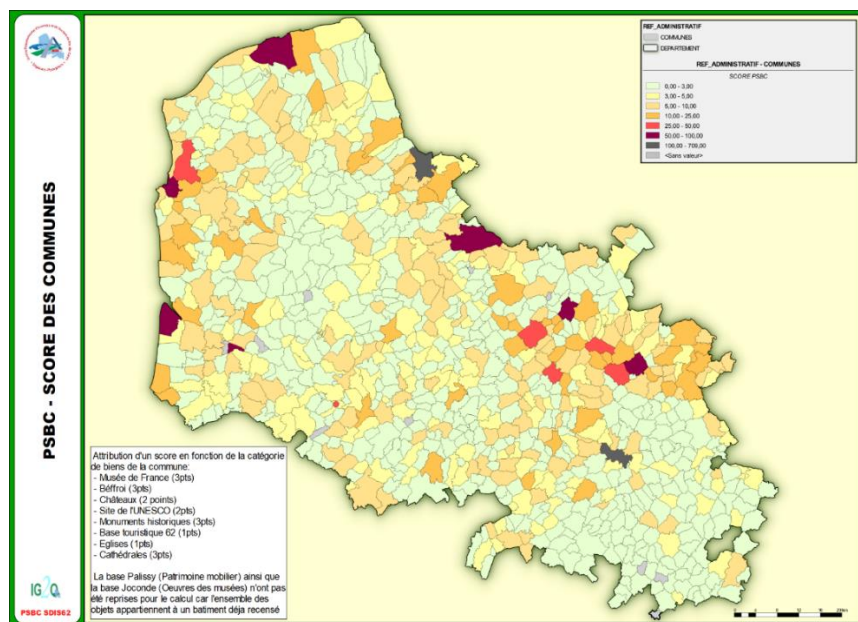 PSBC - SCORE DES COMMUNES
IG2Q
PSBC SDIS62
REF_ADMINISTRATIF
COMMUNES
DEPARTEMENT
REF_ADMINISTRATIF - COMMUNES
SCORE PSBC
0,00 - 3,00
3,00 - 5,00
5,00 - 10,00
10,00 - 25,00
25,00 - 50,00
50,00 - 100,00
100,00 - 700,00
<Sans valeur>
Attribution d'un score en fonction de la catégorie
de biens de la commune:
- Musée de France (3pts)
- Béffroi (3pts)
- Châteaux (2 points)
- Site de l'UNESCO (2pts)
- Monuments historiques (3pts)
- Base touristique 62 (1pts)
- Eglises (1pts)
- Cathédrales (3pts)
La base Palissy (Patrimoine mobilier) ainsi que
la base Joconde (Oeuvres des musées) n'ont pas
été reprises pour le calcul car l'ensemble des
objets appartiennent à un batiment déja recensé